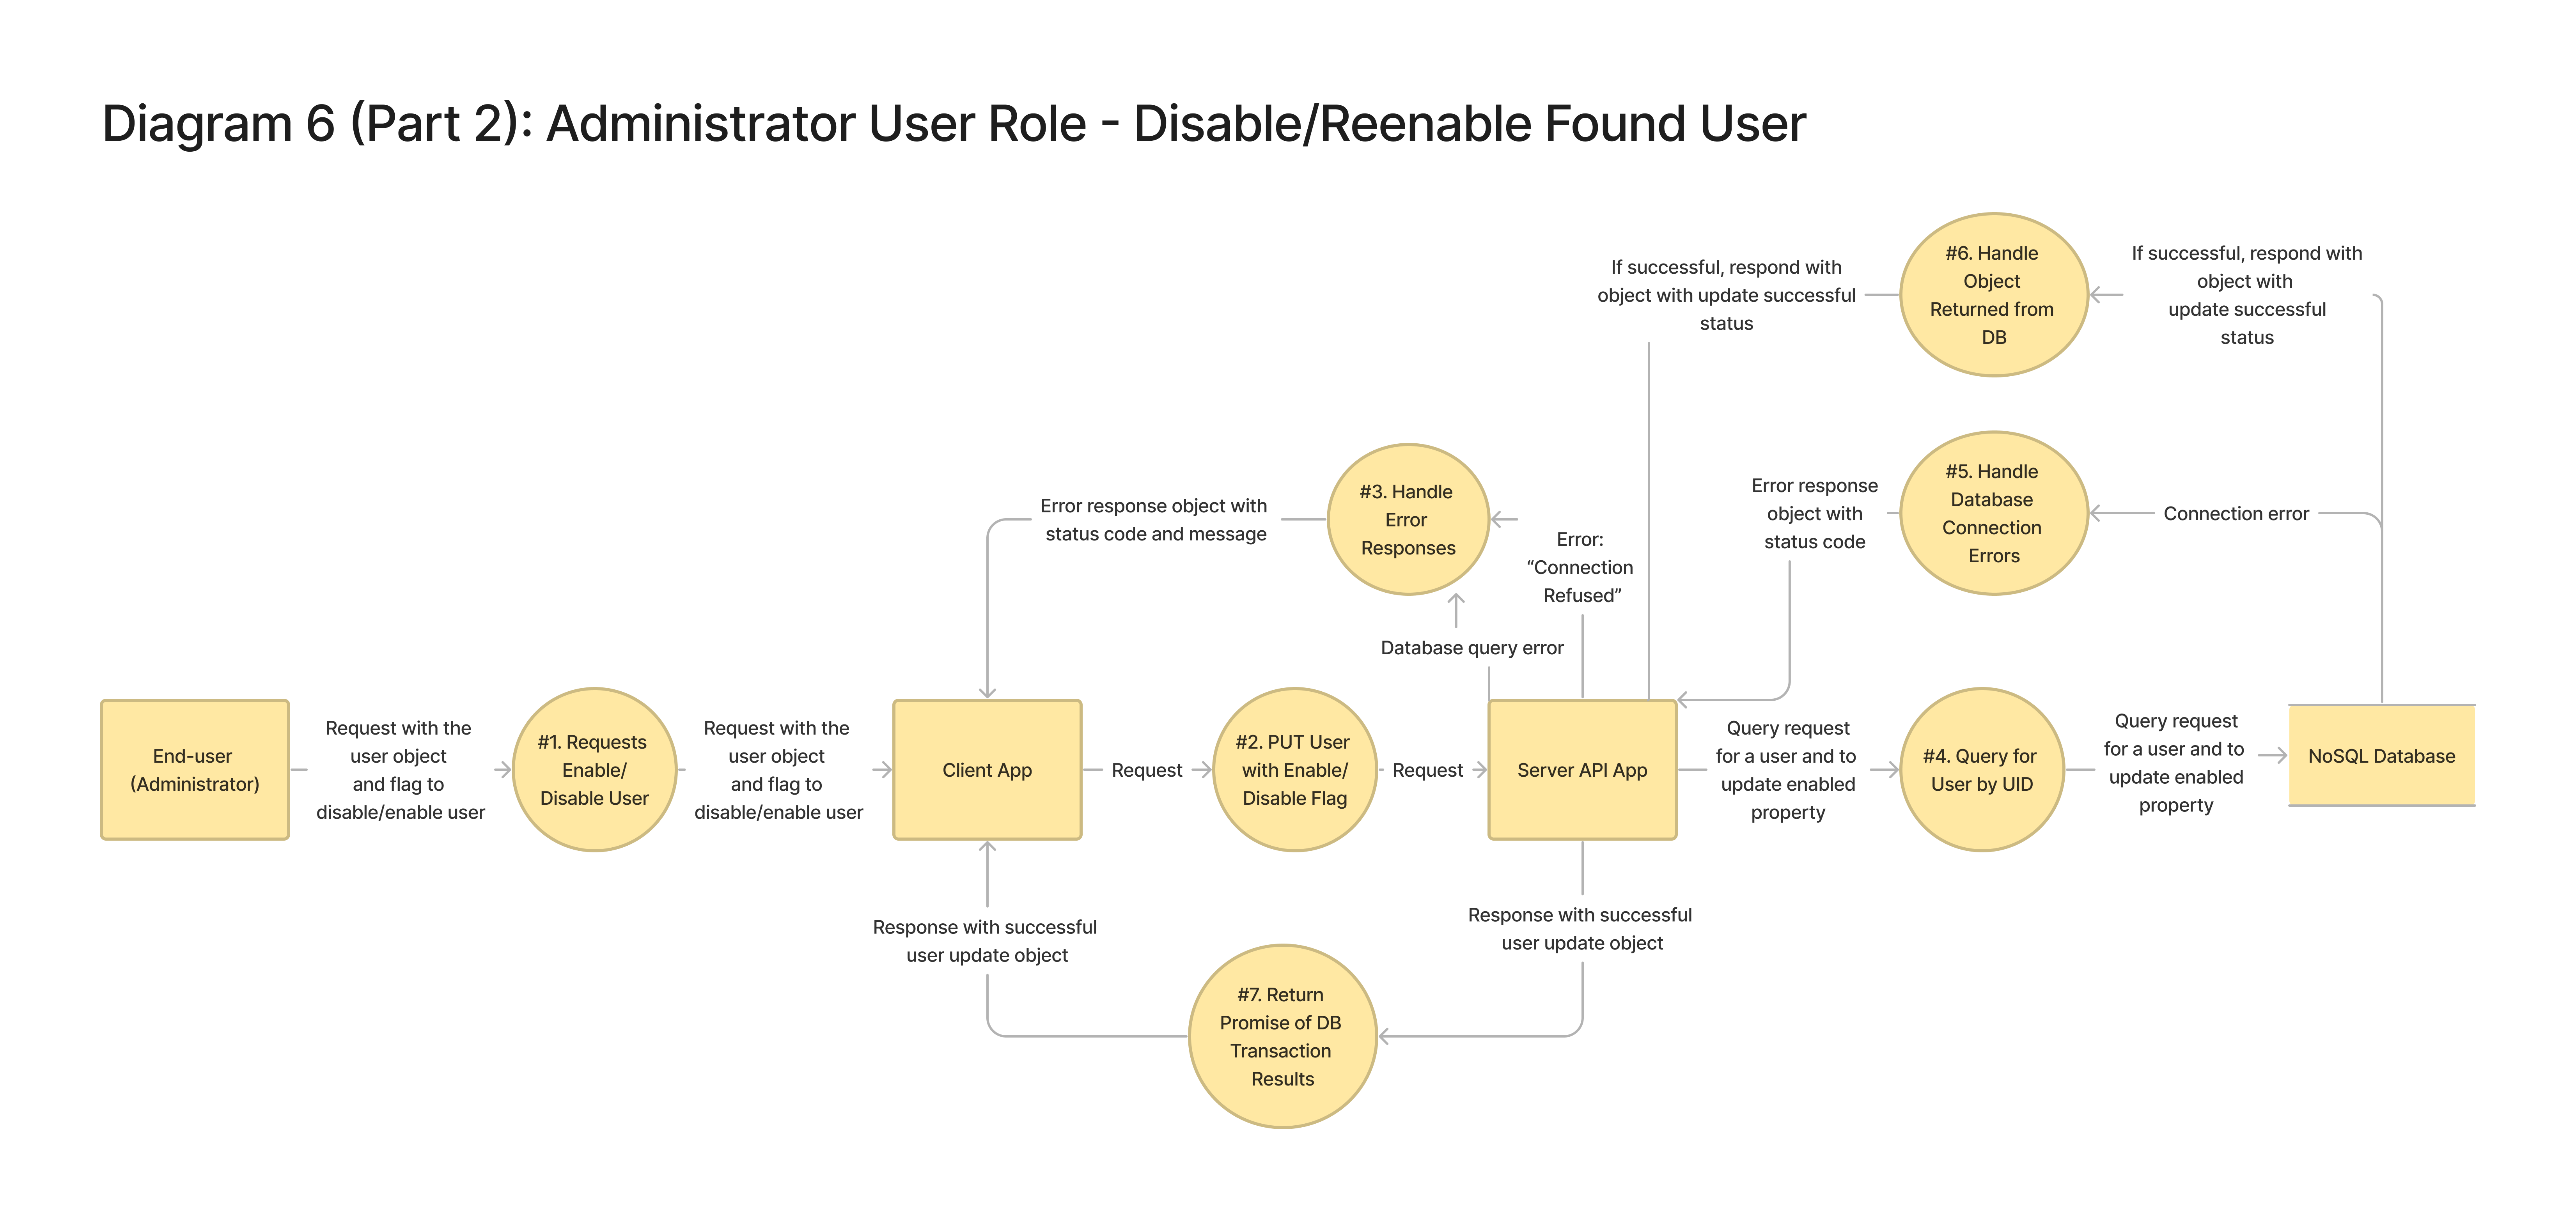 Diagram 6 (Part 2): Administrator User Role - Disable/Reenable Found User
If successful, respond with
object with update successful
status
#6. Handle
Object
Returned from
DB
If successful, respond with
object with
update successful
status
Error response object with
status code and message
#3. Handle
Error
Responses
Error:
“Connection
Refused”
Database query error
Error response
object with
status code
#5. Handle
Database
Connection
Errors
Connection error
End-user
(Administrator)
Request with the
user object
and flag to
disable/enable user
#1. Requests
Enable/
Disable User
Request with the
user object
and flag to
disable/enable user
Client App
Request
#2. PUT User
with Enable/
Disable Flag
Request
Server API App
Query request
for a user and to
update enabled
property
#4. Query for
User by UID
Query request
for a user and to
update enabled
property
NoSQL Database
Response with successful
user update object
#7. Return
Promise of DB
Transaction
Results
Response with successful
user update object